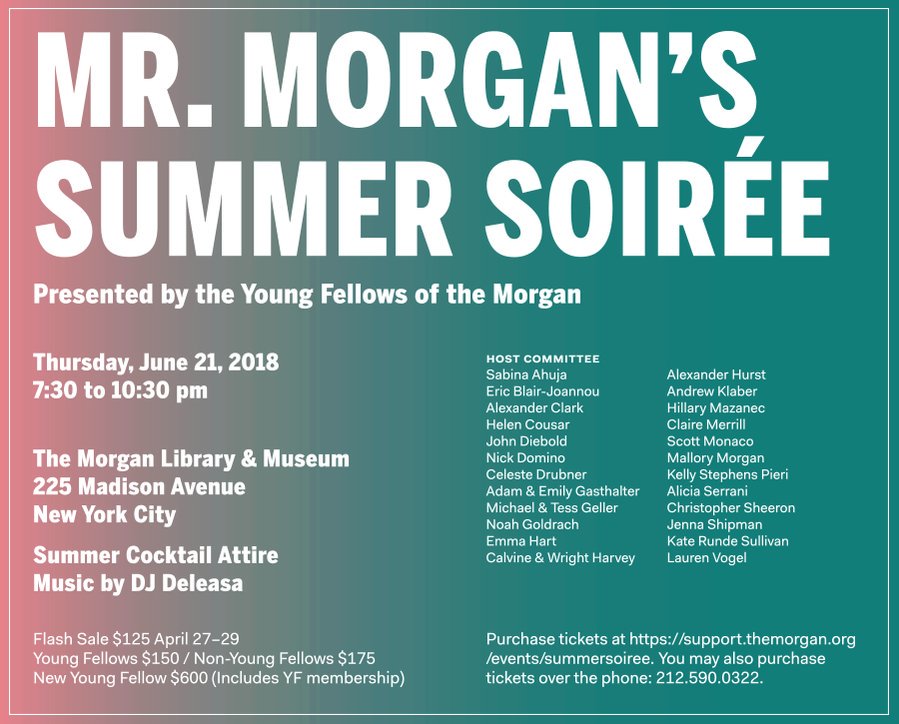 MR. MORGAN’S
SUMMER SOIRÉE
Presented by the Young Fellows of the Morgan
Thursday, June 21, 2018
7:30 to 10:30 pm
The Morgan Library & Museum
225 Madison Avenue
New York City
Summer Cocktail Attire
Music by DJ Deleasa
Flash Sale $125 April 27–29
Young Fellows $150 / Non-Young Fellows $175
New Young Fellow $600 (Includes YF membership)
HOST COMMITTEE
Sabina Ahuja
Eric Blair-Joannou
Alexander Clark
Helen Cousar
John Diebold
Nick Domino
Celeste Drubner
Adam & Emily Gasthalter
Michael & Tess Geller
Noah Goldrach
Emma Hart
Calvine & Wright Harvey
Alexander Hurst
Andrew Klaber
Hillary Mazanec
Claire Merrill
Scott Monaco
Mallory Morgan
Kelly Stephens Pieri
Alicia Serrani
Christopher Sheeron
Jenna Shipman
Kate Runde Sullivan
Lauren Vogel
Purchase tickets at https://support.themorgan.org
/events/summersoiree. You may also purchase
tickets over the phone: 212.590.0322.